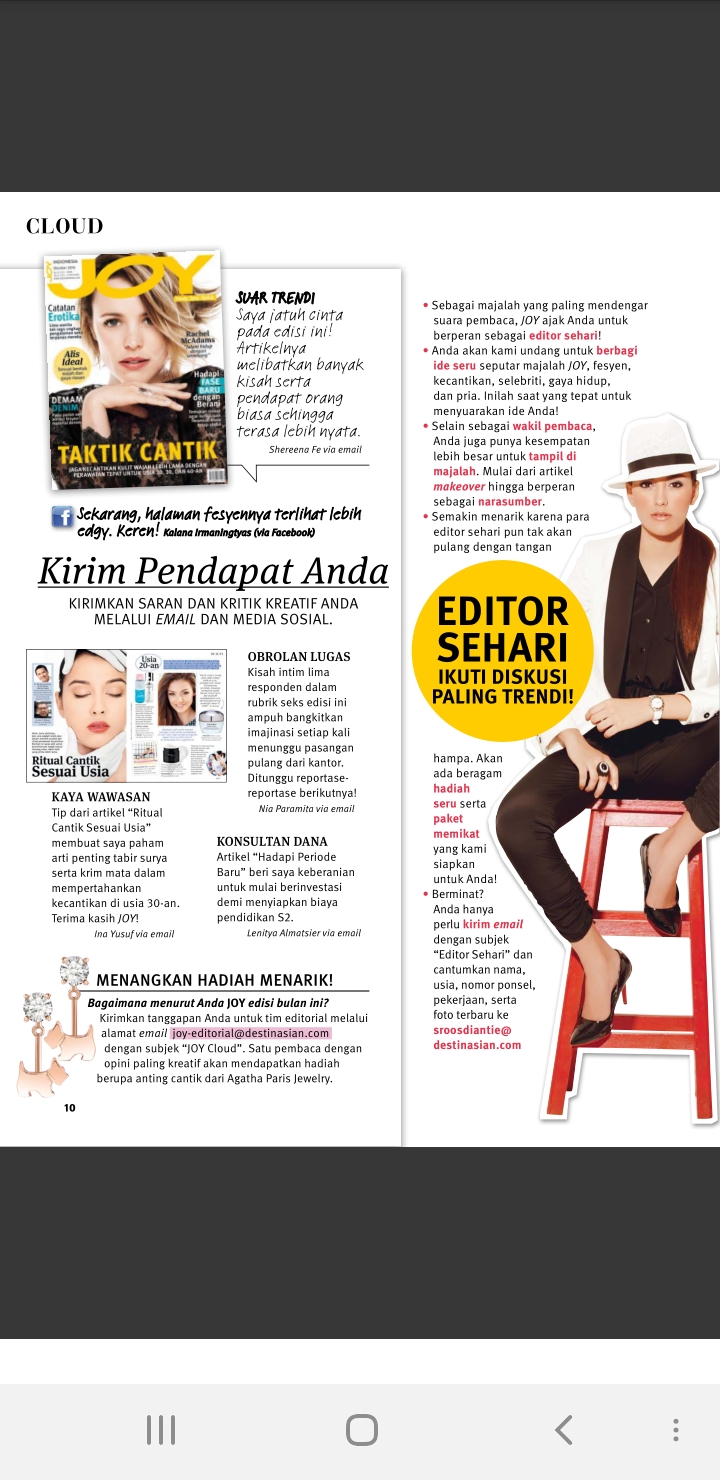 CLOUD
JOY
INDONESIA
Catatan
Erotika
Rachel
McAdams
Alis
Ideal
Hadapi
FASE
BARU
dengan
Berani
DEMAM
DENIM
TAKTIK CANTIK
JAGA KECANTIKAN KULIT WAJAH LEBIH LAMA DENGAN
PERAWATAN TEPAT UNTUK USIA 20, 30, DAN 40-AN
SUAR TRENDI
Saya jatuh cinta
pada edisi ini!
Artikelnya
melibatkan banyak
kisah serta
pendapat orang
biasa sehingga
terasa lebih nyata.
Shereena Fe via email
f Sekarang, halaman fesyennya terlihat lebih
edgy. Keren! Kalana Irmaningtyas (via Facebook)
Kirim Pendapat Anda
KIRIMKAN SARAN DAN KRITIK KREATIF ANDA
MELALUI EMAIL DAN MEDIA SOSIAL.
Usia
20-an
Ritual Cantik
Sesuai Usia
OBROLAN LUGAS
Kisah intim lima
responden dalam
rubrik seks edisi ini
ampuh bangkitkan
imajinasi setiap kali
menunggu pasangan
pulang dari kantor.
Ditunggu reportase-
reportase berikutnya!
Nia Paramita via email
KAYA WAWASAN
Tip dari artikel “Ritual
Cantik Sesuai Usia”
membuat saya paham
arti penting tabir surya
serta krim mata dalam
mempertahankan
kecantikan di usia 30-an.
Terima kasih JOY!
Ina Yusuf via email
KONSULTAN DANA
Artikel “Hadapi Periode
Baru” beri saya keberanian
untuk mulai berinvestasi
demi menyiapkan biaya
pendidikan S2.
Lenitya Almatsier via email
MENANGKAN HADIAH MENARIK!
Bagaimana menurut Anda JOY edisi bulan ini?
Kirimkan tanggapan Anda untuk tim editorial melalui
alamat email joy-editorial@destinasian.com
dengan subjek “JOY Cloud”. Satu pembaca dengan
opini paling kreatif akan mendapatkan hadiah
berupa anting cantik dari Agatha Paris Jewelry.
10
• Sebagai majalah yang paling mendengar
suara pembaca, JOY ajak Anda untuk
berperan sebagai editor sehari!
• Anda akan kami undang untuk berbagi
ide seru seputar majalah JOY, fesyen,
kecantikan, selebriti, gaya hidup,
dan pria. Inilah saat yang tepat untuk
menyuarakan ide Anda!
• Selain sebagai wakil pembaca,
Anda juga punya kesempatan
lebih besar untuk tampil di
majalah. Mulai dari artikel
makeover hingga berperan
sebagai narasumber.
• Semakin menarik karena para
editor sehari pun tak akan
pulang dengan tangan
EDITOR
SEHARI
IKUTI DISKUSI
PALING TRENDI!
hampa. Akan
ada beragam
hadiah
seru serta
paket
memikat
yang kami
siapkan
untuk Anda!
• Berminat?
Anda hanya
perlu kirim email
dengan subjek
“Editor Sehari” dan
cantumkan nama,
usia, nomor ponsel,
pekerjaan, serta
foto terbaru ke
sroosdiantie@
destinasian.com